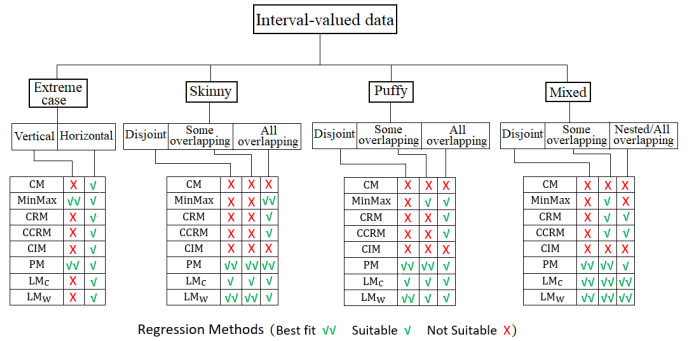 Interval-valued data
Extreme case
Skinny
Puffy
Mixed
Vertical Horizontal
Disjoint Some overlapping All overlapping
Disjoint Some overlapping All overlapping
Disjoint Some overlapping Nested/All overlapping
CM X √
MinMax √√ √
CRM X √
CCRM X √
CIM X √
PM √√ √
LMC X √
LMW X √
CM X X X
MinMax X X √√
CRM X X √
CCRM X X √
CIM X X X
PM √√ √√ √√
LMC √ √ √
LMW √√ √√ √
CM X X X
MinMax X √ √
CRM X X √
CCRM X X √
CIM X X X
PM √√ √√ √
LMC √ √ √
LMW √√ √ √
CM X X X
MinMax X √ X
CRM X √ √
CCRM X √ √
CIM X X X
PM √√ √√ √
LMC √√ √√ √√
LMW √√ √√ √√
Regression Methods (Best fit √√ Suitable √ Not Suitable X)